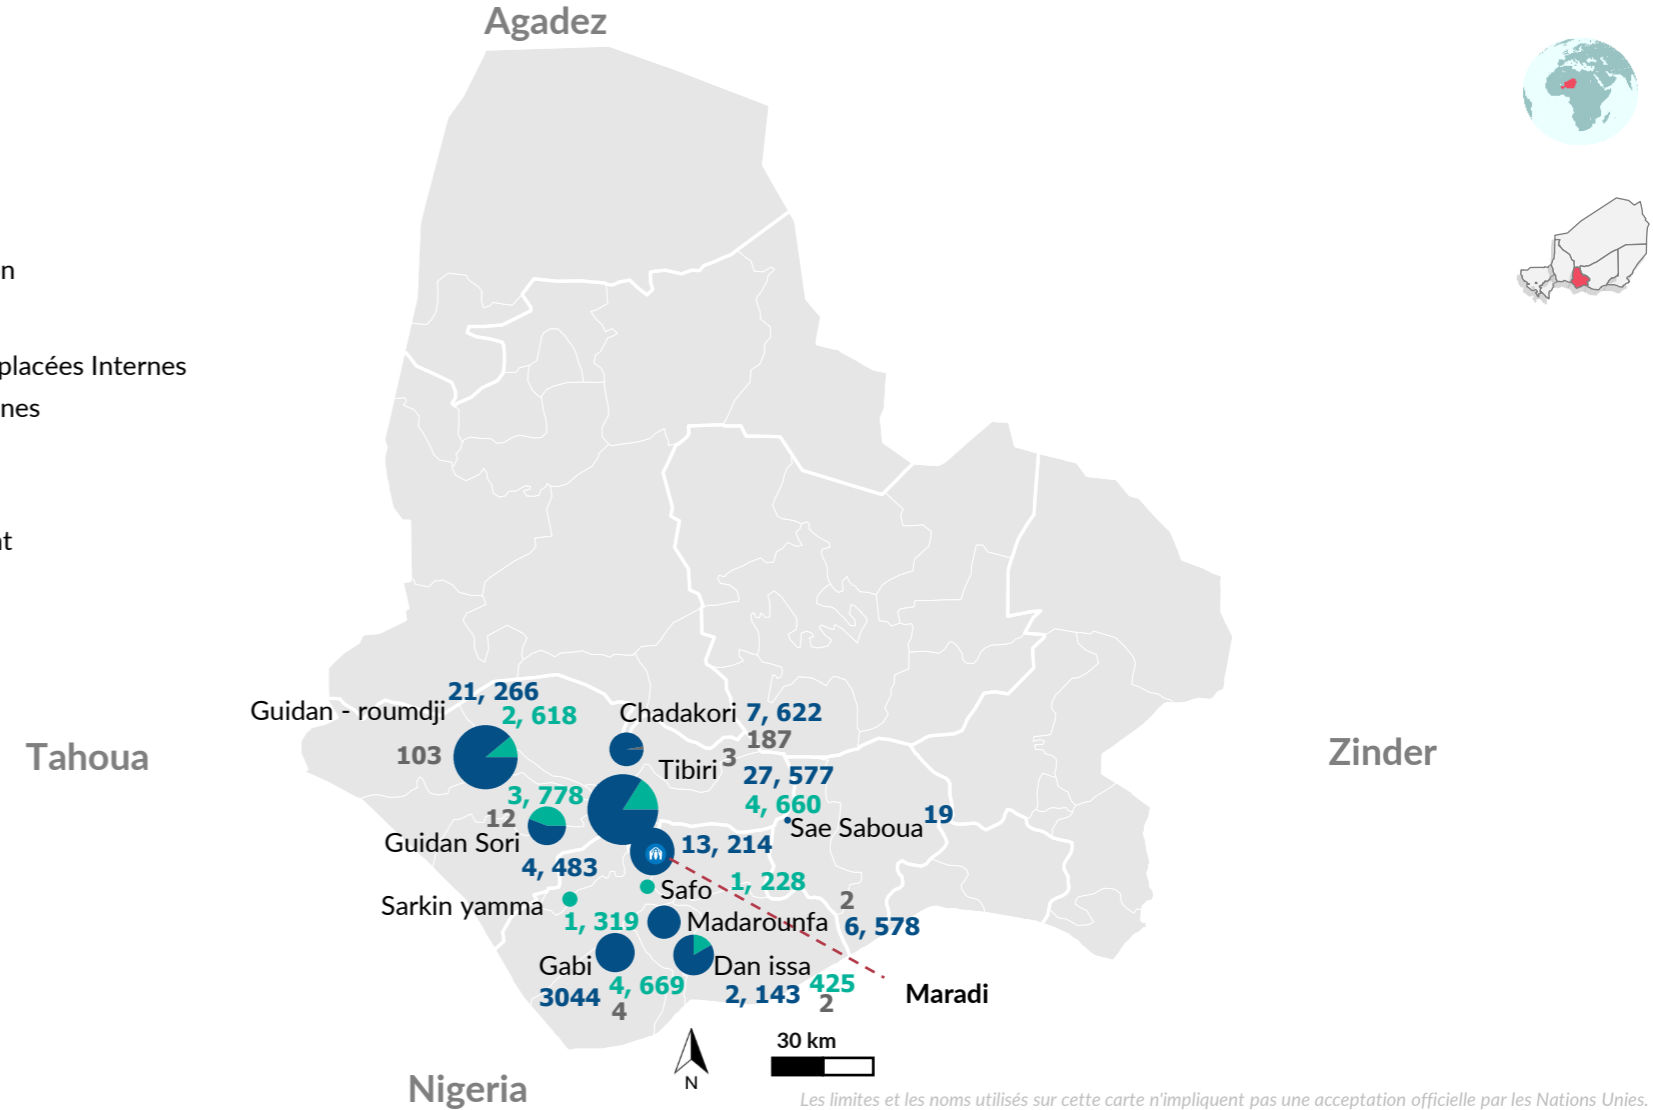 Agadez
n
placées Internes
nes
nt
21, 266
Guidan - roumdji
2, 618
103
Chadakori 7, 622
187
3
Tibiri
27, 577
4, 660
Tahoua
Zinder
3, 778
12
Guidan Sori
4, 483
Sae Saboua
19
13, 214
Safo
1, 228
Sarkin yamma
1, 319
2
Madarounfa
6, 578
Gabi
3044
4, 669
4
Dan issa
2, 143
425
2
Maradi
30 km
N
Nigeria
Les limites et les noms utilisés sur cette carte n'impliquent pas une acceptation officielle par les Nations Unies.